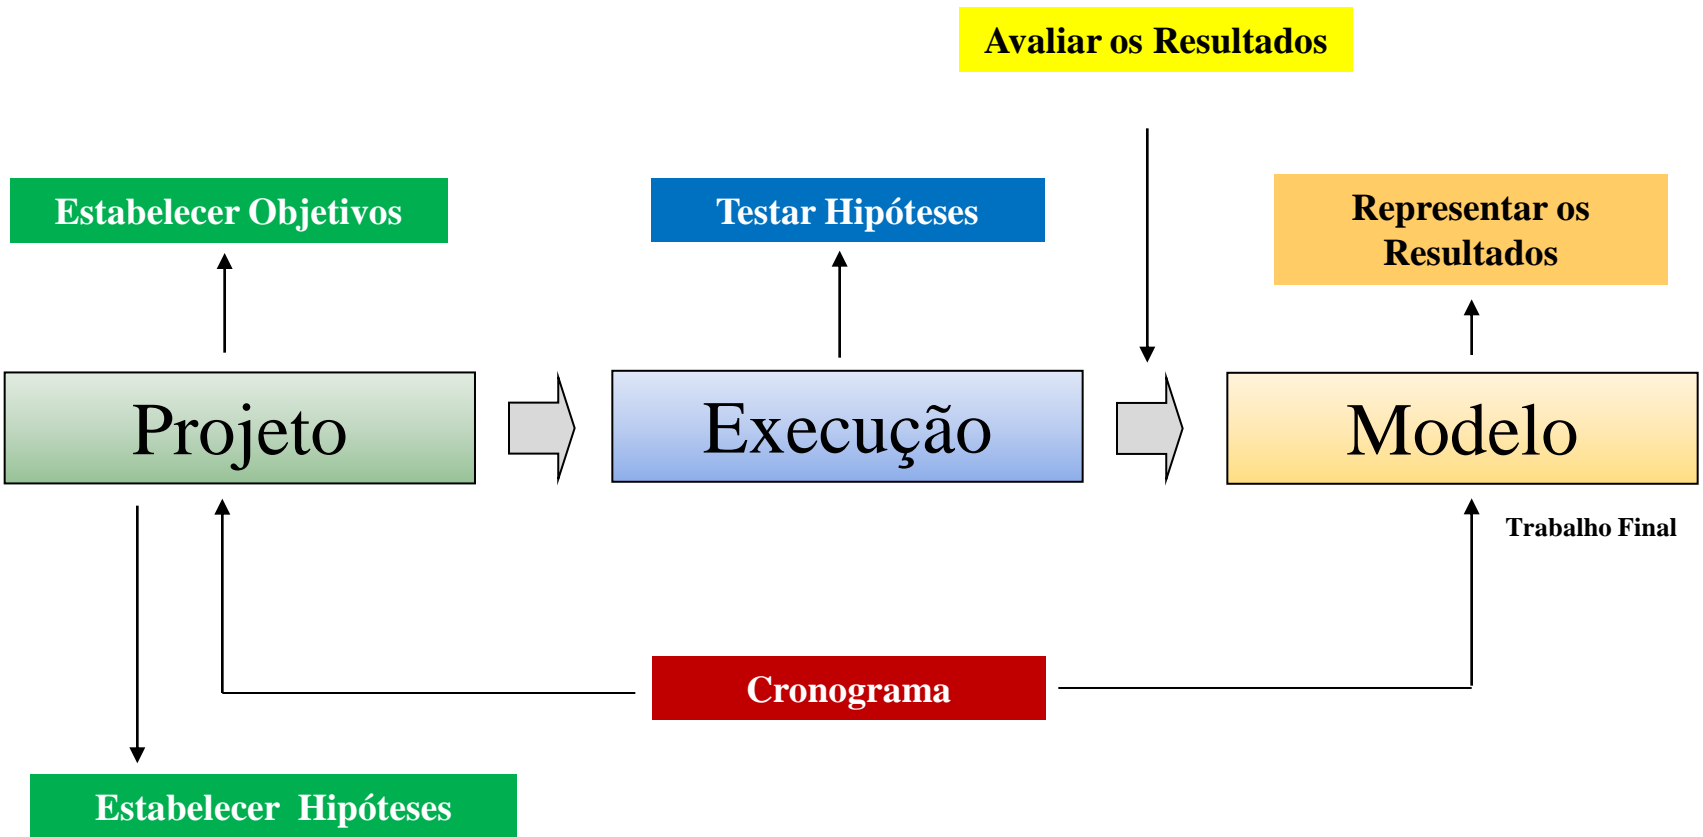 Avaliar os Resultados
Estabelecer Objetivos
Testar Hipóteses
Representar os
Resultados
Projeto
Execução
Modelo
Trabalho Final
Cronograma
Estabelecer Hipóteses